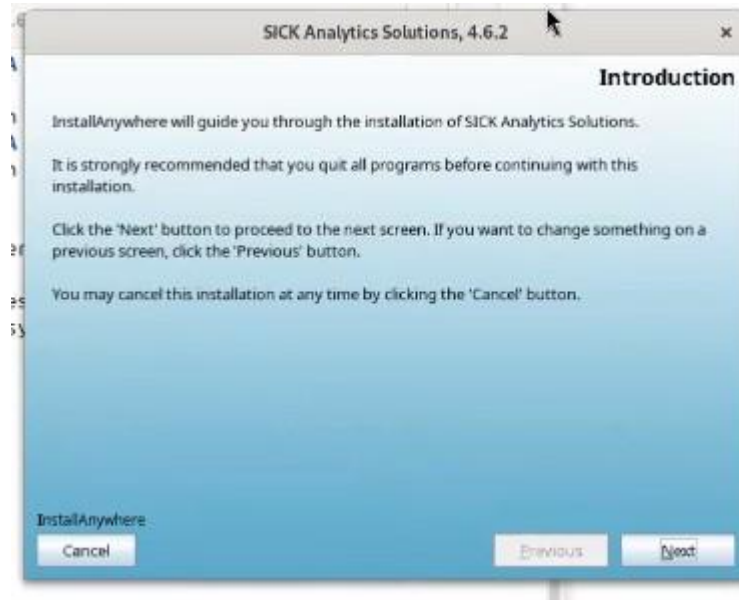 SICK Analytics Solutions, 4.6.2
Introduction
InstallAnywhere will guide you through the installation of SICK Analytics Solutions.
It is strongly recommended that you quit all programs before continuing with this
installation.
Click the 'Next' button to proceed to the next screen. If you want to change something on a
previous screen, click the 'Previous' button.
You may cancel this installation at any time by clicking the 'Cancel' button.
InstallAnywhere
Cancel
Previous
Next